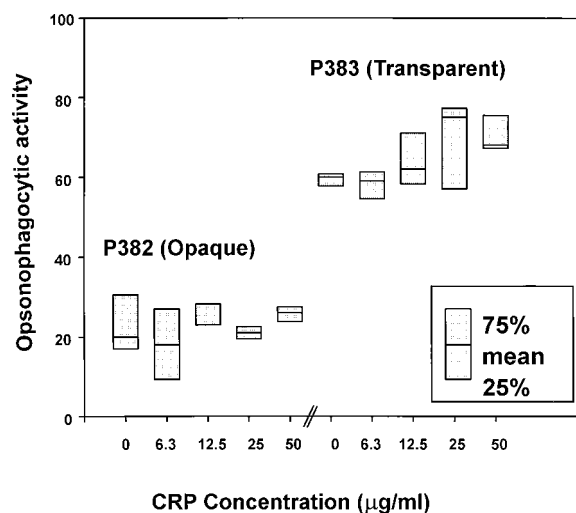 100
80
60
40
20
0
Opsonophagocytic activity
P383 (Transparent)
P382 (Opaque)
75%
mean
25%
0 6.3 12.5 25 50 0 6.3 12.5 25 50
CRP Concentration (µg/ml)